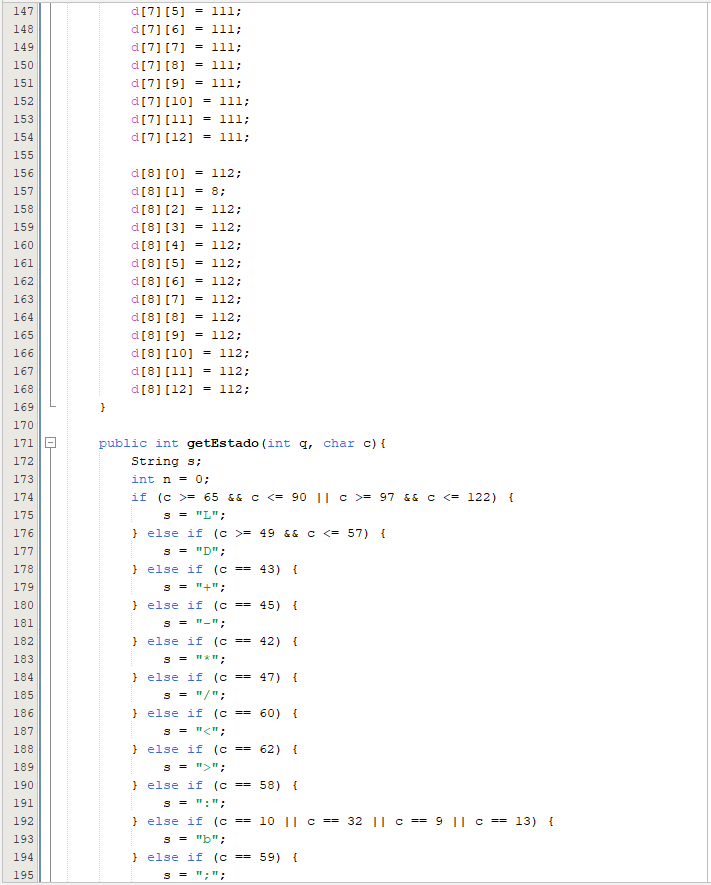 147 d[7][5] = 111;
148 d[7][6] = 111;
149 d[7][7] = 111;
150 d[7][8] = 111;
151 d[7][9] = 111;
152 d[7][10] = 111;
153 d[7][11] = 111;
154 d[7][12] = 111;
155
156 d[8][0] = 112;
157 d[8][1] = 8;
158 d[8][2] = 112;
159 d[8][3] = 112;
160 d[8][4] = 112;
161 d[8][5] = 112;
162 d[8][6] = 112;
163 d[8][7] = 112;
164 d[8][8] = 112;
165 d[8][9] = 112;
166 d[8][10] = 112;
167 d[8][11] = 112;
168 d[8][12] = 112;
169 }
170
171 public int getEstado(int q, char c){
172 String s;
173 int n = 0;
174 if (c >= 65 && c <= 90 || c >= 97 && c <= 122) {
175 s = "L";
176 } else if (c >= 49 && c <= 57) {
177 s = "D";
178 } else if (c == 43) {
179 s = "+";
180 } else if (c == 45) {
181 s = "-";
182 } else if (c == 42) {
183 s = "*";
184 } else if (c == 47) {
185 s = "/";
186 } else if (c == 60) {
187 s = "<";
188 } else if (c == 62) {
189 s = ">";
190 } else if (c == 58) {
191 s = ":";
192 } else if (c == 10 || c == 32 || c == 9 || c == 13) {
193 s = "b";
194 } else if (c == 59) {
195 s = ";";